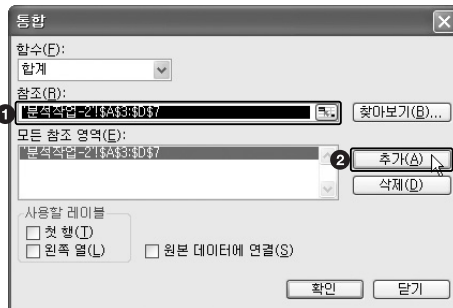 통합
함수(F):
합계
참조(R):
❶ '분석작업-2'!$A$3:$D$7 찾아보기(B)...
모든 참조 영역(E):
'분석작업-2'!$A$3:$D$7 ❷ 추가(A)
삭제(D)
사용할 레이블
첫 행(T)
왼쪽 열(L) 원본 데이터에 연결(S)
확인 닫기